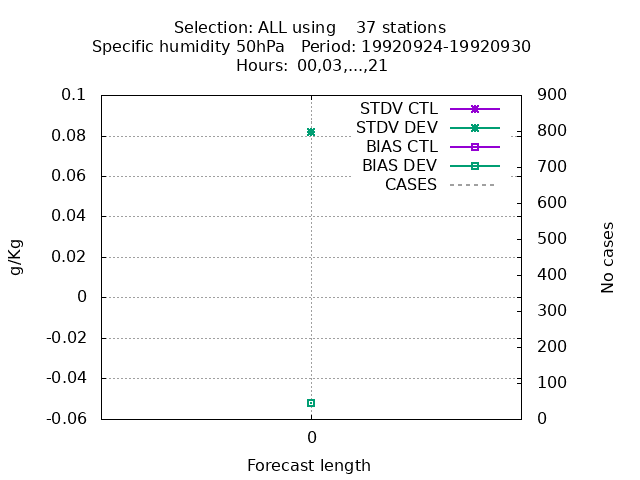 Selection: ALL using    37 stations
Specific humidity 50hPa   Period: 19920924-19920930
Hours:  00,03,...,21
0.1
0.08
0.06
0.04
0.02
0
-0.02
-0.04
-0.06
g/Kg
STDV CTL
STDV DEV
BIAS CTL
BIAS DEV
CASES
900
800
700
600
500
400
300
200
100
0
No cases
0
Forecast length